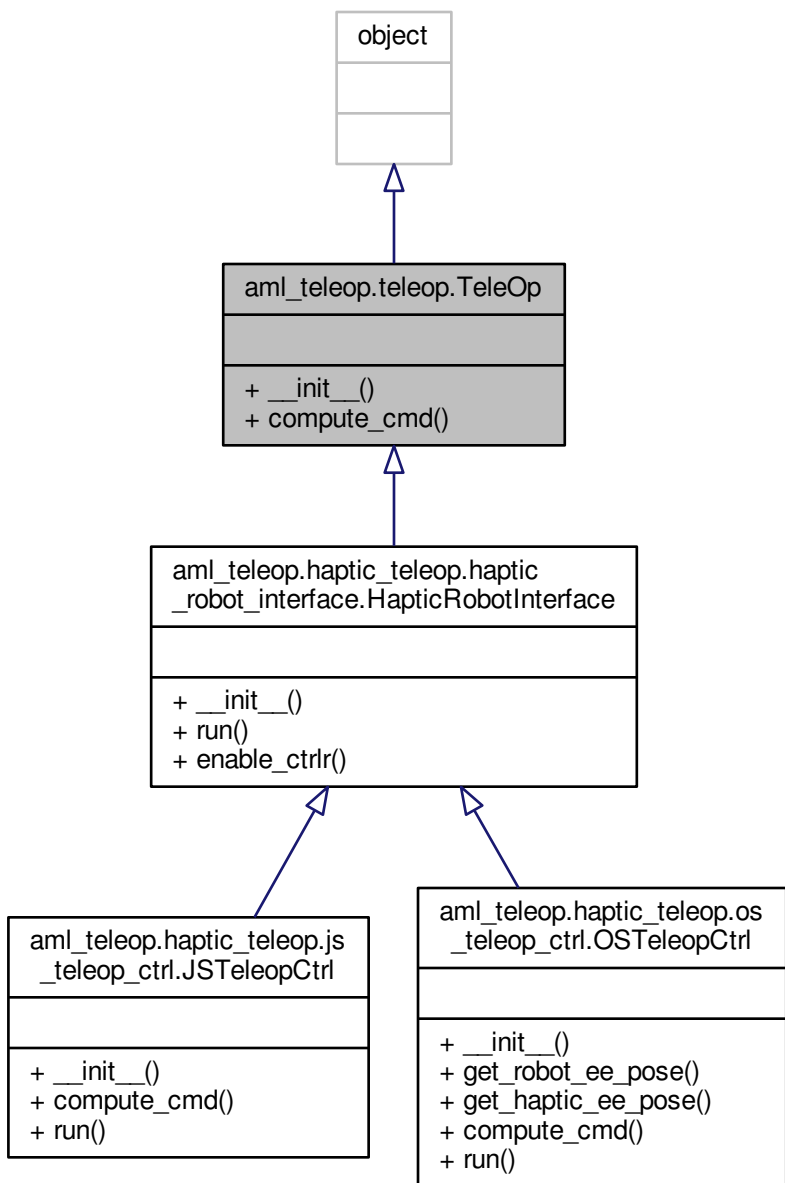 object
aml_teleop.teleop.TeleOp
+ __init__()
+ compute_cmd()
aml_teleop.haptic_teleop.haptic
_robot_interface.HapticRobotInterface
+ __init__()
+ run()
+ enable_ctrlr()
aml_teleop.haptic_teleop.js
_teleop_ctrl.JSTeleopCtrl
+ __init__()
+ compute_cmd()
+ run()
aml_teleop.haptic_teleop.os
_teleop_ctrl.OSTeleopCtrl
+ __init__()
+ get_robot_ee_pose()
+ get_haptic_ee_pose()
+ compute_cmd()
+ run()